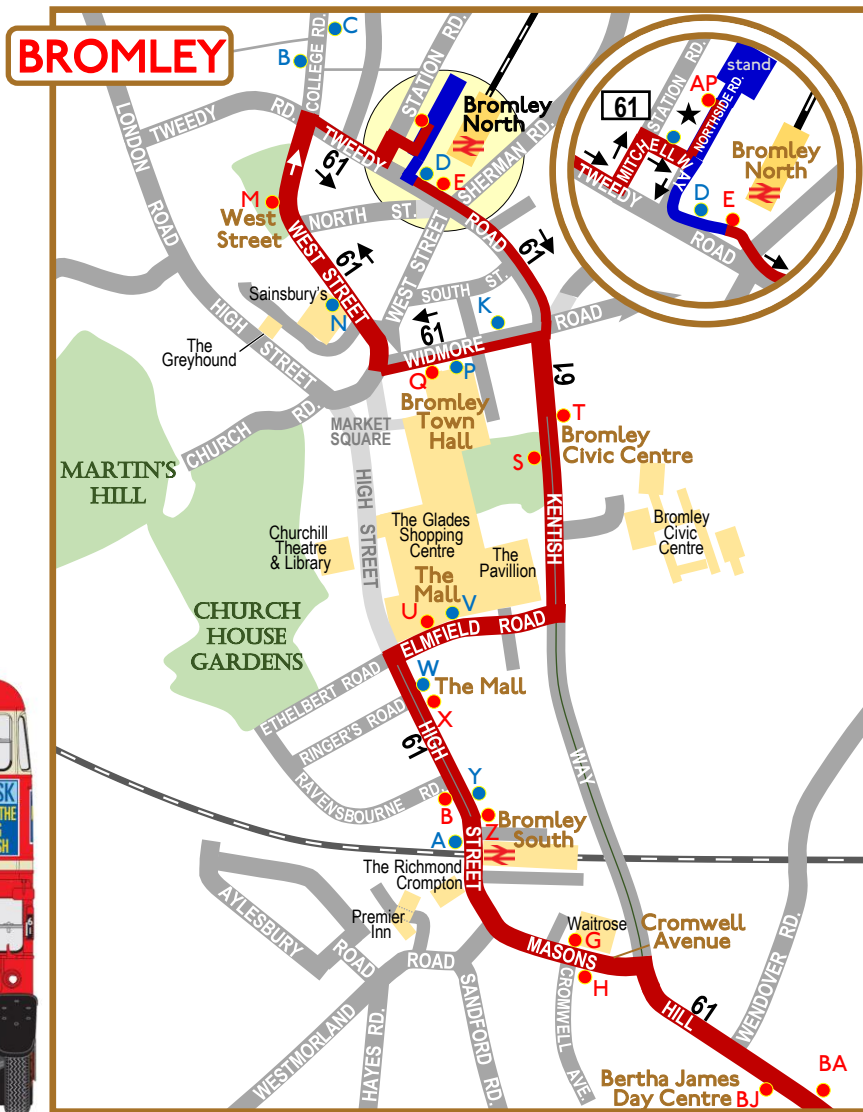 BROMLEY
B
C
COLLEGE RD.
STATION RD.
TWEEDY
RD.
LONDON
ROAD
TWEEDY
61
Bromley
North
D
E
SHERMAN RD.
M
West
Street
NORTH ST.
WEST STREET
ROAD
61
WEST STREET
61
SOUTH ST.
Sainsbury's
N
The
Greyhound
HIGH
STREET
K
61
WIDMORE
ROAD
Q
P
Bromley
Town
Hall
61
T
Bromley
Civic Centre
S
CHURCH
RD.
MARKET
SQUARE
HIGH STREET
MARTIN'S
HILL
Churchill
Theatre
& Library
The Glades
Shopping
Centre
The
Pavillion
KENTISH
Bromley
Civic
Centre
The
Mall
U
V
CHURCH
HOUSE
GARDENS
ELMFIELD ROAD
W
The Mall
X
ETHELBERT ROAD
RINGER'S ROAD
RAVENSBOURNE RD.
61
HIGH
STREET
WAY
Y
B
Z
A
Bromley
South
The Richmond
Crompton
Premier
Inn
AYLESBURY
ROAD
ROAD
WESTMORLAND
HAYES RD.
SANDFORD RD.
Waitrose
G
Cromwell
Avenue
MASONS
H
CROMWELL
AVE.
HILL
61
WENDOVER RD.
Bertha James
Day Centre
BJ
BA
stand
STATION RD.
AP
NORTHSIDE RD.
61
MITCHELL WAY
Bromley
North
D
E
TWEEDY
ROAD
SK
THE
SH